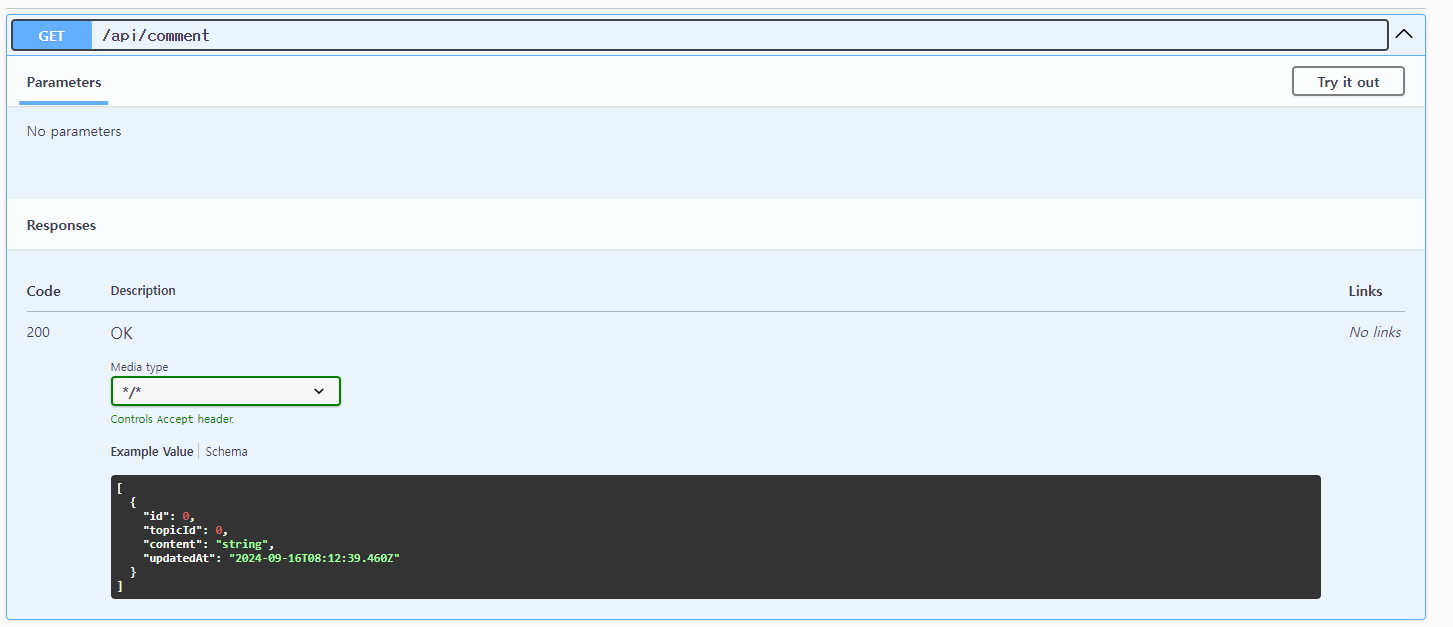 GET /api/comment
Parameters
Try it out
No parameters
Responses
Code Description Links
200 OK No links
Media type
*/*
Controls Accept header.
Example Value Schema
[
  {
    "id": 0,
    "topicId": 0,
    "content": "string",
    "updatedAt": "2024-09-16T08:12:39.460Z"
  }
]